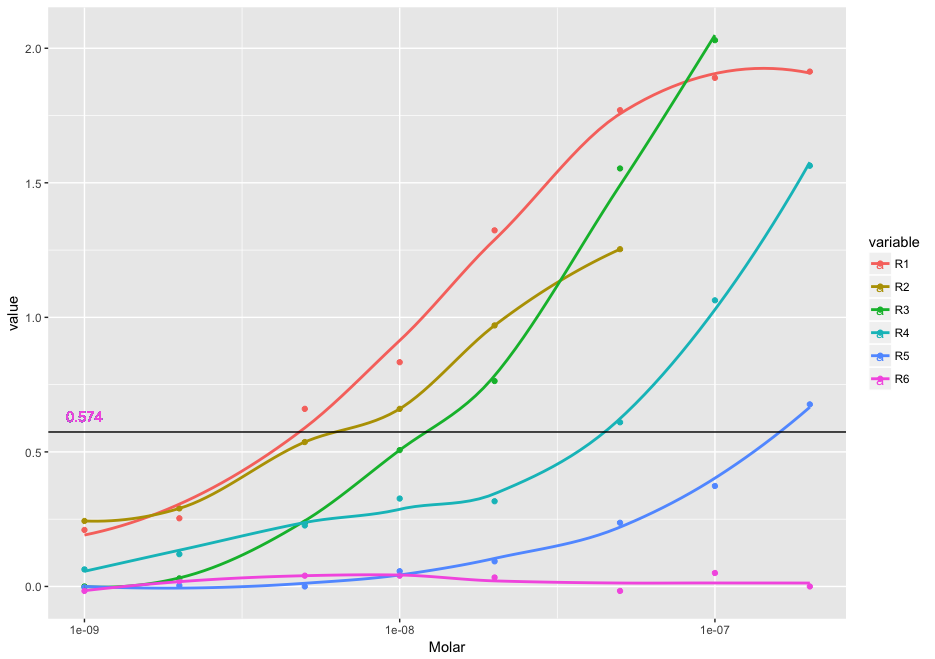 2.0
1.5
1.0
0.5
0.0
value
0.574
1e-09 1e-08 1e-07
Molar
variable
a R1
a R2
a R3
a R4
a R5
a R6